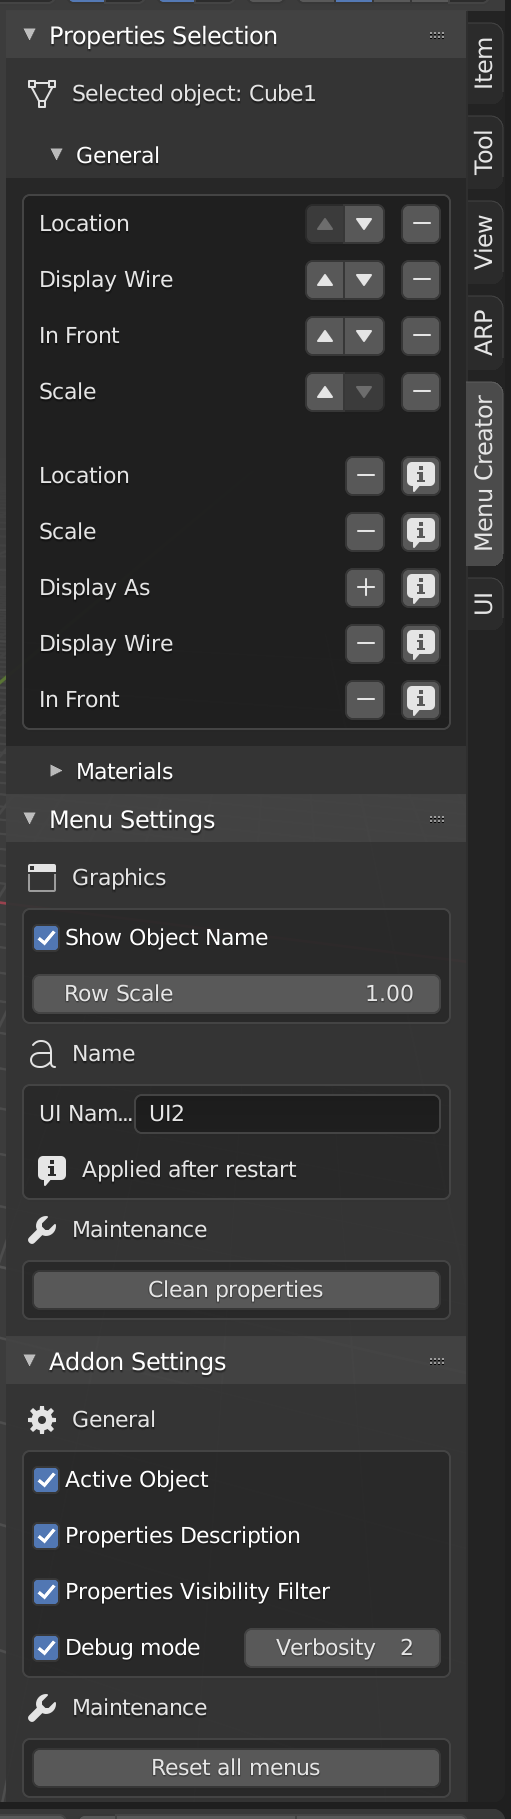 Properties Selection
Selected object: Cube1
General
Location
Display Wire
In Front
Scale
Location
Scale
Display As
Display Wire
In Front
Materials
Menu Settings
Graphics
Show Object Name
Row Scale 1.00
Name
UI Nam... UI2
Applied after restart
Maintenance
Clean properties
Addon Settings
General
Active Object
Properties Description
Properties Visibility Filter
Debug mode Verbosity 2
Maintenance
Reset all menus
Item
Tool
View
ARP
Menu Creator
UI